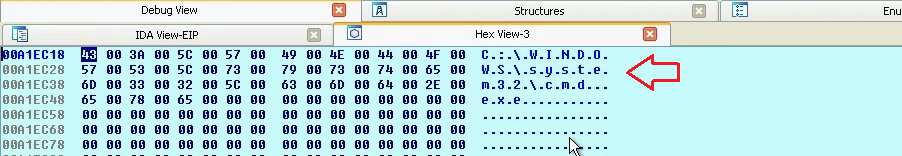 Debug View Structures Enu
IDA View-EIP Hex View-3
00A1EC18 43 00 3A 00 5C 00 57 00 49 00 4E 00 44 00 4F 00 C.:.\.W.I.N.D.O.
00A1EC28 57 00 53 00 5C 00 73 00 79 00 73 00 74 00 65 00 W.S.\.s.y.s.t.e.
00A1EC38 6D 00 33 00 32 00 5C 00 63 00 6D 00 64 00 2E 00 m.3.2.\.c.m.d...
00A1EC48 65 00 78 00 65 00 00 00 00 00 00 00 00 00 00 00 e.x.e...........
00A1EC58 00 00 00 00 00 00 00 00 00 00 00 00 00 00 00 00 ................
00A1EC68 00 00 00 00 00 00 00 00 00 00 00 00 00 00 00 00 ................
00A1EC78 00 00 00 00 00 00 00 00 00 00 00 00 00 00 00 00 ................